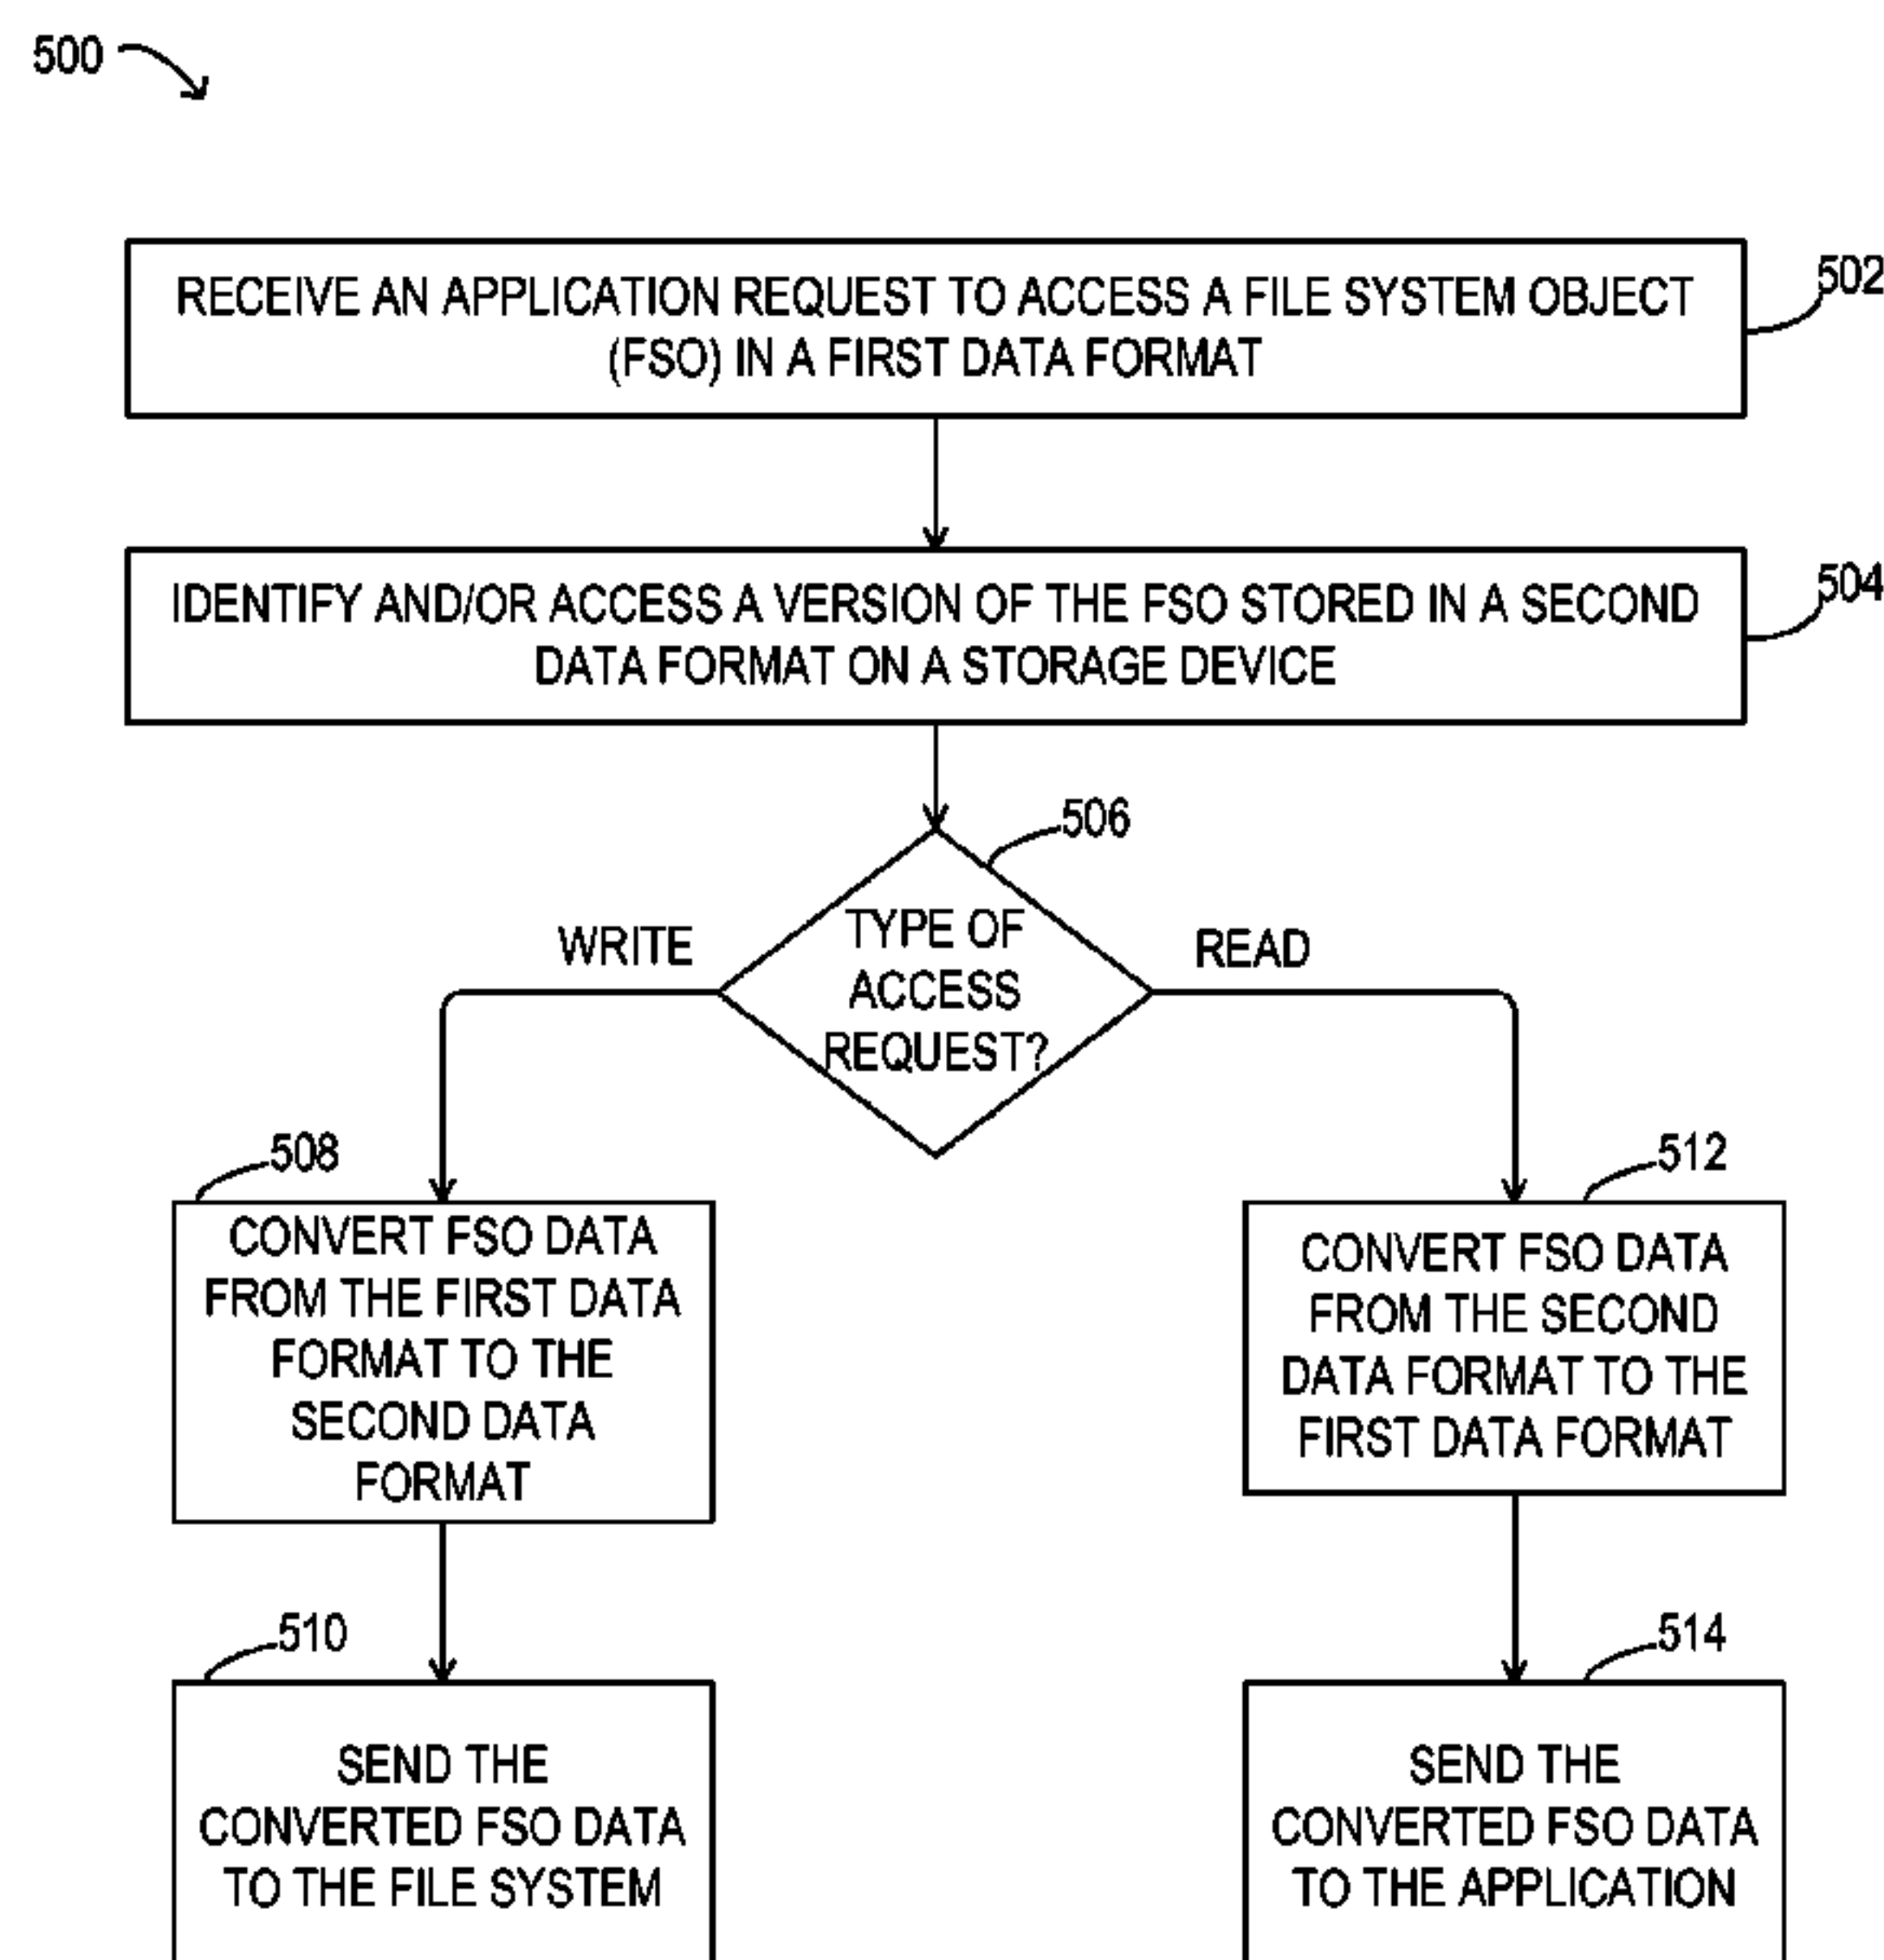 500
RECEIVE AN APPLICATION REQUEST TO ACCESS A FILE SYSTEM OBJECT
(FSO) IN A FIRST DATA FORMAT
502
IDENTIFY AND/OR ACCESS A VERSION OF THE FSO STORED IN A SECOND
DATA FORMAT ON A STORAGE DEVICE
504
506
TYPE OF
ACCESS
REQUEST?
WRITE
READ
508
CONVERT FSO DATA
FROM THE FIRST DATA
FORMAT TO THE
SECOND DATA
FORMAT
510
SEND THE
CONVERTED FSO DATA
TO THE FILE SYSTEM
512
CONVERT FSO DATA
FROM THE SECOND
DATA FORMAT TO THE
FIRST DATA FORMAT
514
SEND THE
CONVERTED FSO DATA
TO THE APPLICATION